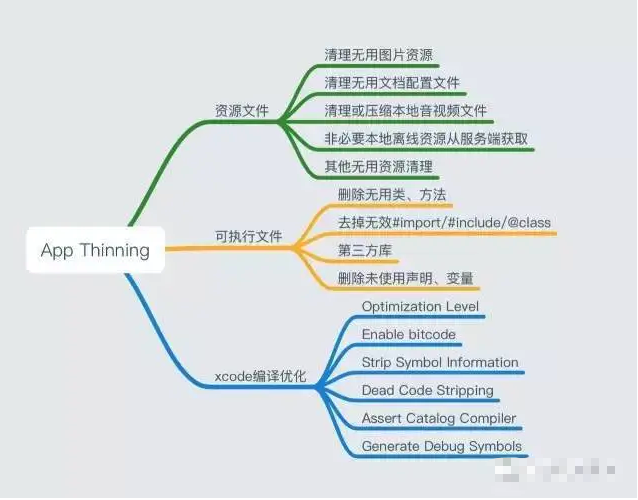 App Thinning
资源文件
清理无用图片资源
清理无用文档配置文件
清理或压缩本地音视频文件
非必要本地离线资源从服务端获取
其他无用资源清理
可执行文件
删除无用类、方法
去掉无效#import/#include/@class
第三方库
删除未使用声明、变量
xcode编译优化
Optimization Level
Enable bitcode
Strip Symbol Information
Dead Code Stripping
Assert Catalog Compiler
Generate Debug Symbols